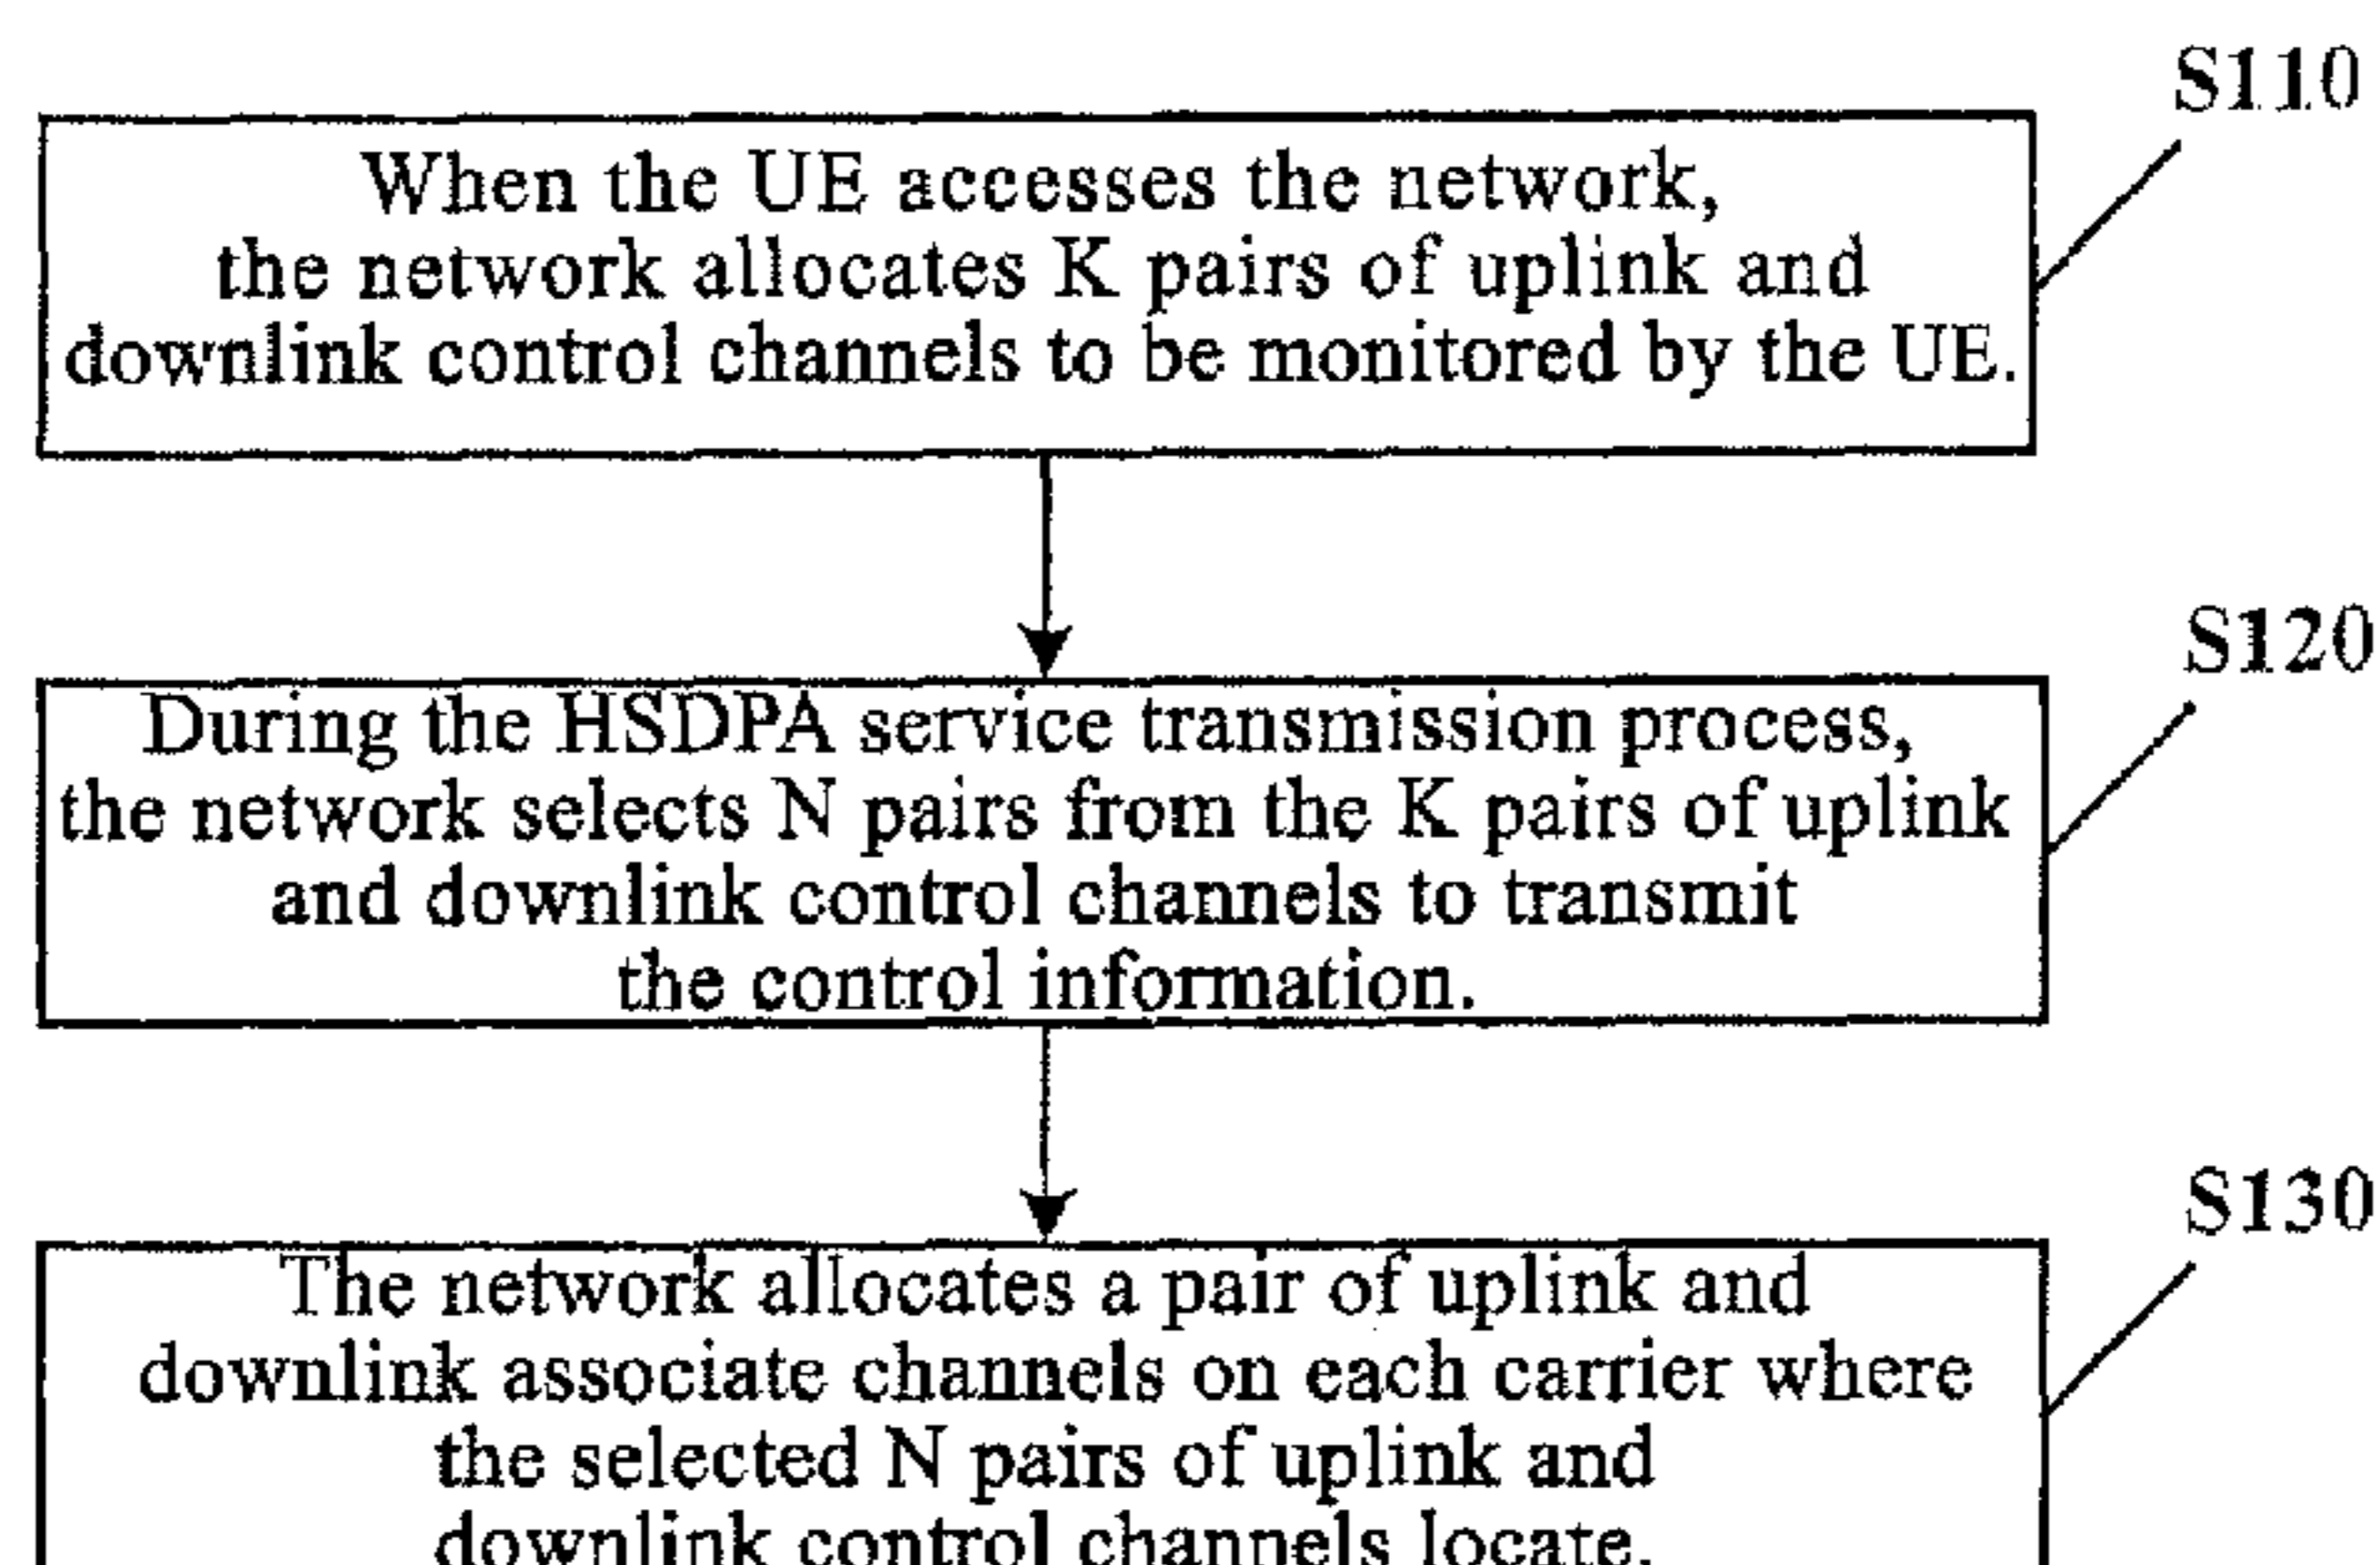 S110
When the UE accesses the network,
the network allocates K pairs of uplink and
downlink control channels to be monitored by the UE.
S120
During the HSDPA service transmission process,
the network selects N pairs from the K pairs of uplink
and downlink control channels to transmit
the control information.
S130
The network allocates a pair of uplink and
downlink associate channels on each carrier where
the selected N pairs of uplink and
downlink control channels locate.